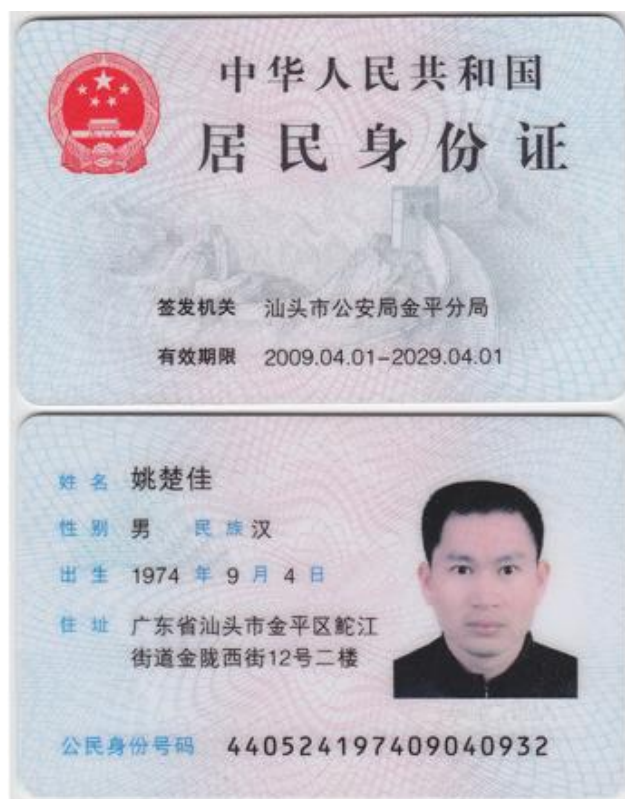 中华人民共和国
居民身份证
签发机关 汕头市公安局金平分局
有效期限 2009.04.01-2029.04.01
姓名 姚楚佳
性别 男 民族 汉
出生 1974 年 9 月 4 日
住址 广东省汕头市金平区鮀江
街道金陇西街12号二楼
公民身份号码 440524197409040932